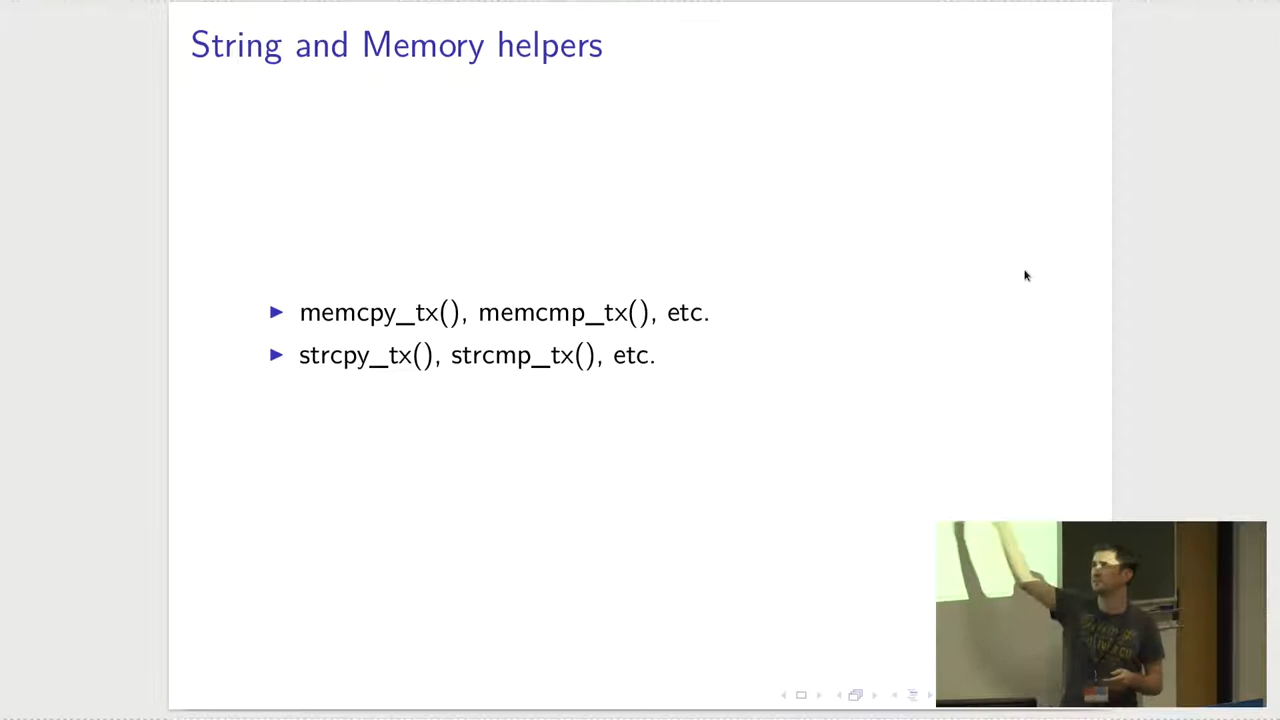 String and Memory helpers
memcpy_tx(), memcmp_tx(), etc.
strcpy_tx(), strcmp_tx(), etc.